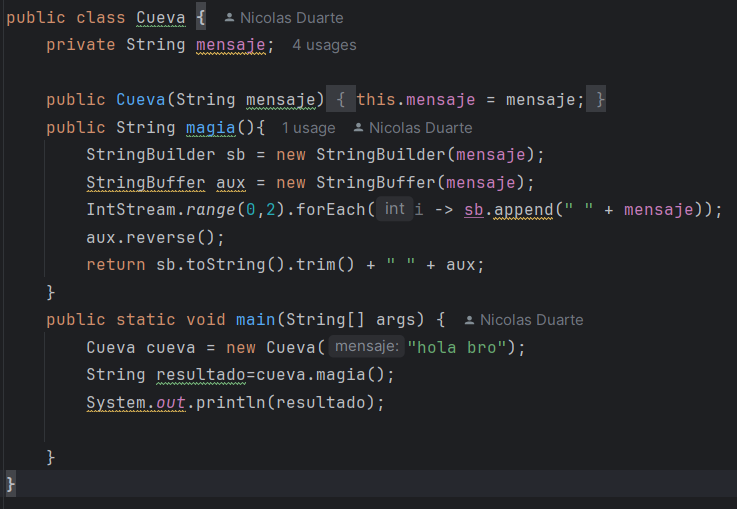 public class Cueva { Nicolas Duarte
private String mensaje; 4 usages
public Cueva(String mensaje) { this.mensaje = mensaje; }
public String magia(){ 1 usage Nicolas Duarte
StringBuilder sb = new StringBuilder(mensaje);
StringBuffer aux = new StringBuffer(mensaje);
IntStream.range(0,2).forEach( int i -> sb.append(" " + mensaje));
aux.reverse();
return sb.toString().trim() + " " + aux;
}
public static void main(String[] args) { Nicolas Duarte
Cueva cueva = new Cueva( mensaje: "hola bro");
String resultado=cueva.magia();
System.out.println(resultado);
}
}